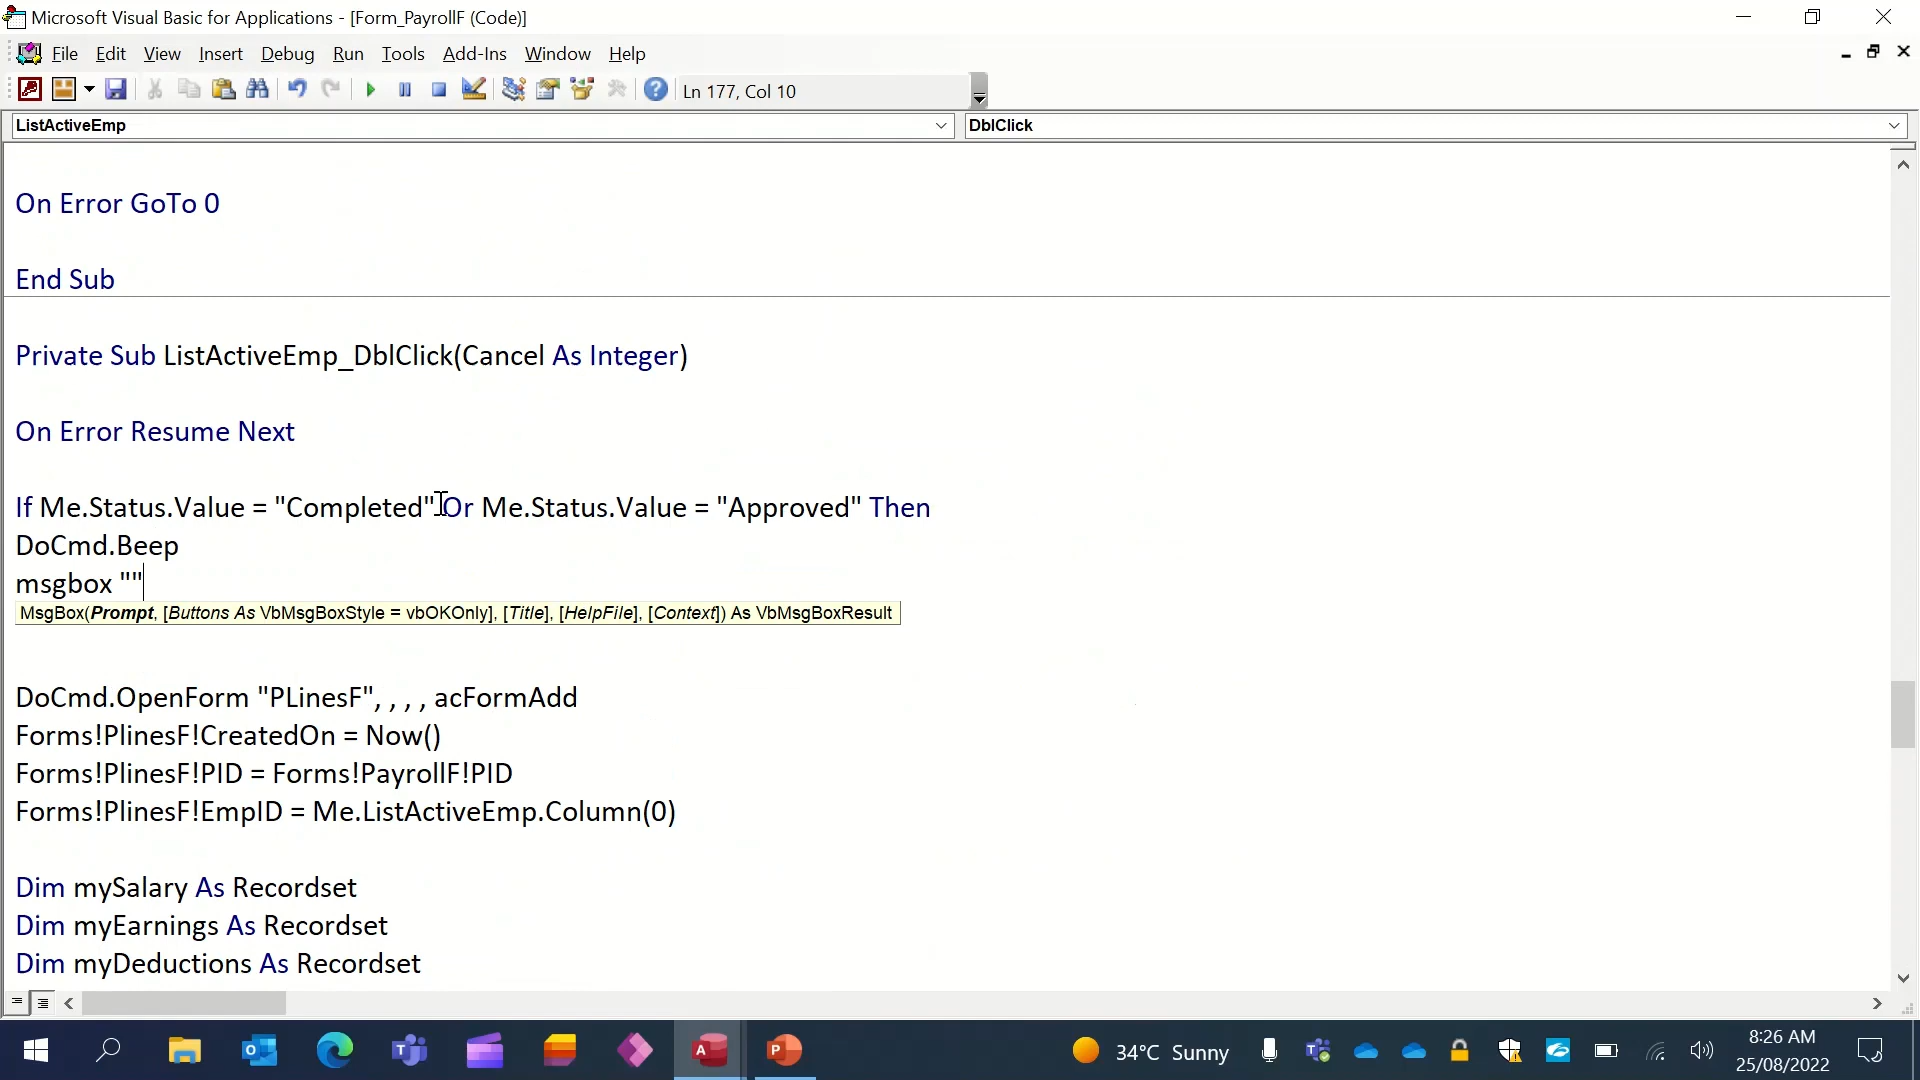 Microsoft Visual Basic for Applications - [Form_PayrollF (Code)]
File Edit View Insert Debug Run Tools Add-Ins Window Help
Ln 177, Col 10
ListActiveEmp DblClick
On Error GoTo 0
End Sub
Private Sub ListActiveEmp_DblClick(Cancel As Integer)
On Error Resume Next
If Me.Status.Value = "Completed" Or Me.Status.Value = "Approved" Then
DoCmd.Beep
msgbox ""
MsgBox(Prompt, [Buttons As VbMsgBoxStyle = vbOKOnly], [Title], [HelpFile], [Context]) As VbMsgBoxResult
DoCmd.OpenForm "PLinesF", , , , acFormAdd
Forms!PlinesF!CreatedOn = Now()
Forms!PlinesF!PID = Forms!PayrollF!PID
Forms!PlinesF!EmpID = Me.ListActiveEmp.Column(0)
Dim mySalary As Recordset
Dim myEarnings As Recordset
Dim myDeductions As Recordset
34°C Sunny
8:26 AM
25/08/2022